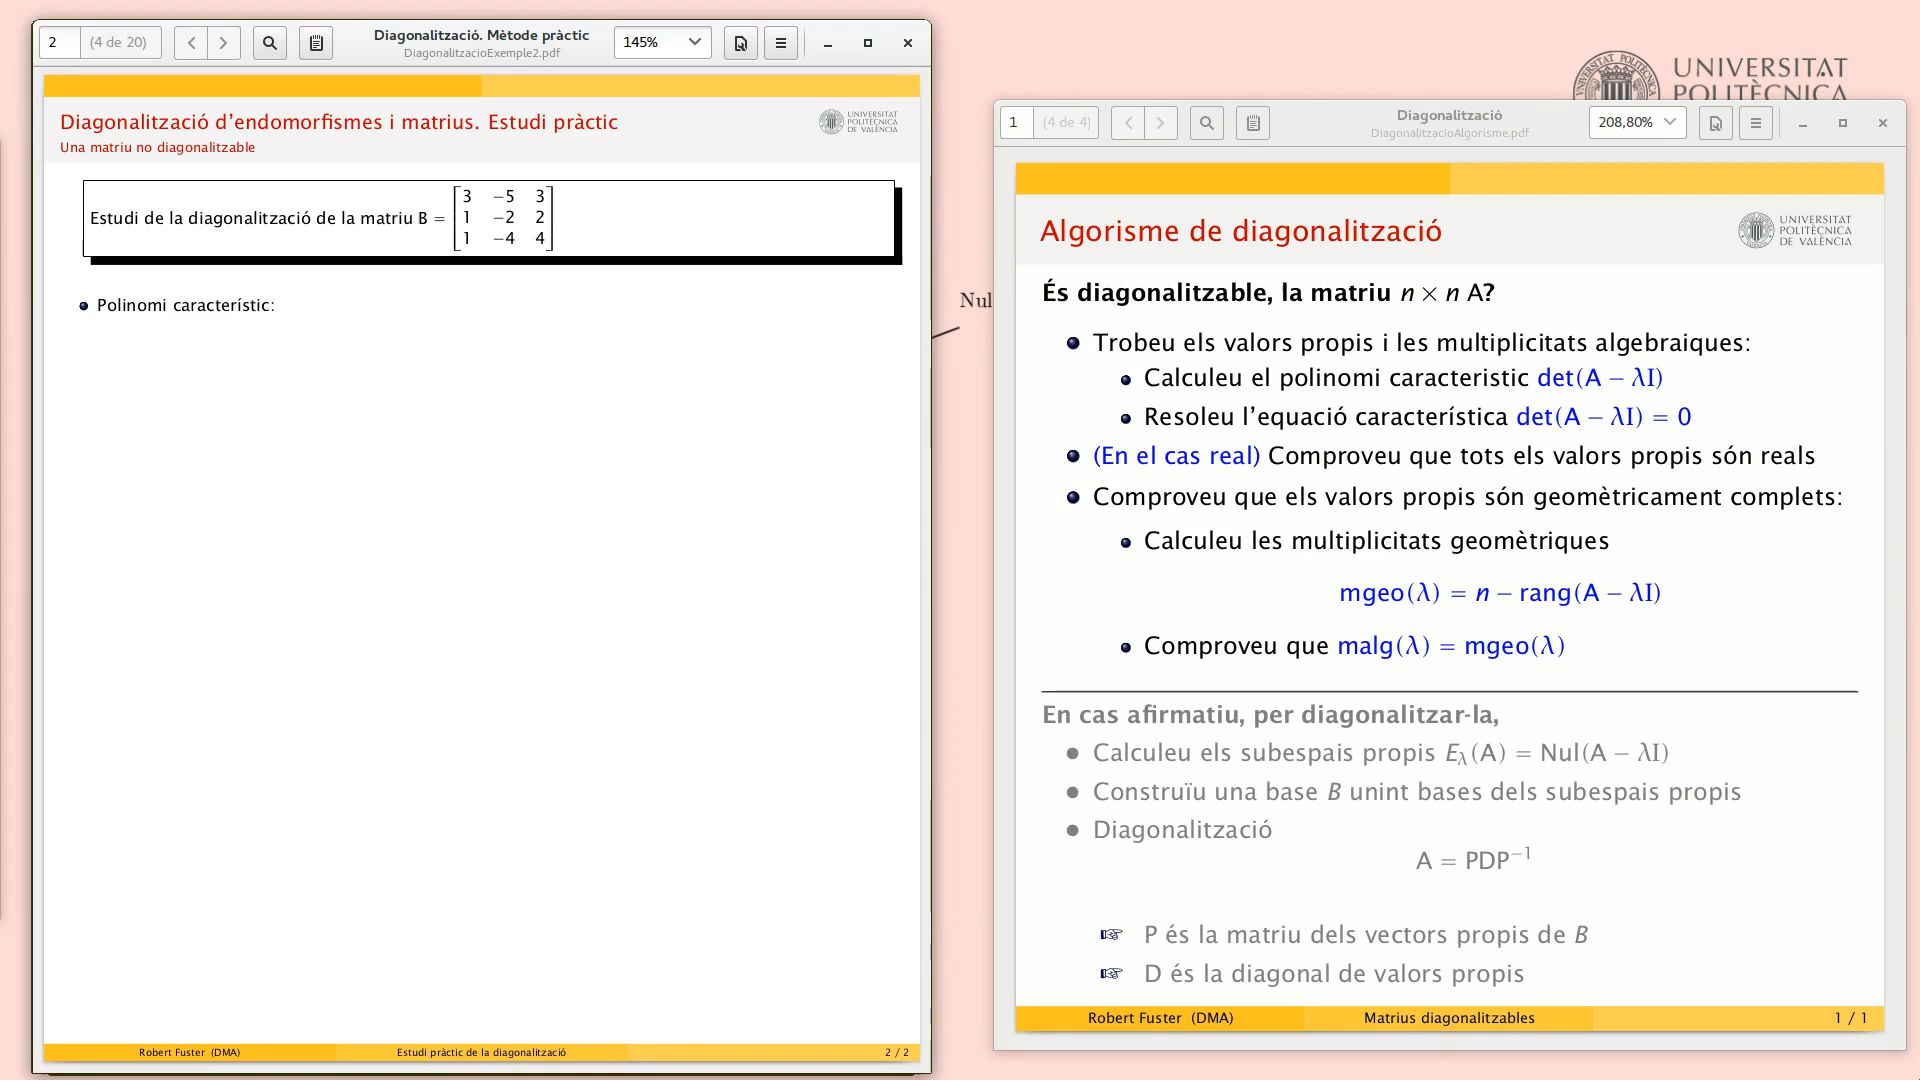 2 (4 de 20) Diagonalització. Mètode pràctic 145%
DiagonalitzacioExemple2.pdf
Diagonalització d'endomorfismes i matrius. Estudi pràctic
Una matriu no diagonalitzable
UNIVERSITAT
POLITÈCNICA
DE VALÈNCIA
3 −5 3
Estudi de la diagonalització de la matriu B = 1 −2 2
1 −4 4
Polinomi característic:
Robert Fuster (DMA) Estudi pràctic de la diagonalització 2 / 2
Nul
UNIVERSITAT
POLITÈCNICA
1 (4 de 4) Diagonalització 208,80%
DiagonalitzacioAlgorisme.pdf
Algorisme de diagonalització
UNIVERSITAT
POLITÈCNICA
DE VALÈNCIA
És diagonalitzable, la matriu n × n A?
Trobeu els valors propis i les multiplicitats algebraiques:
Calculeu el polinomi caracteristic det(A − λI)
Resoleu l'equació característica det(A − λI) = 0
(En el cas real) Comproveu que tots els valors propis són reals
Comproveu que els valors propis són geomètricament complets:
Calculeu les multiplicitats geomètriques
mgeo(λ) = n − rang(A − λI)
Comproveu que malg(λ) = mgeo(λ)
En cas afirmatiu, per diagonalitzar-la,
Calculeu els subespais propis Eλ(A) = Nul(A − λI)
Construïu una base B unint bases dels subespais propis
Diagonalització
A = PDP⁻¹
P és la matriu dels vectors propis de B
D és la diagonal de valors propis
Robert Fuster (DMA) Matrius diagonalitzables 1 / 1